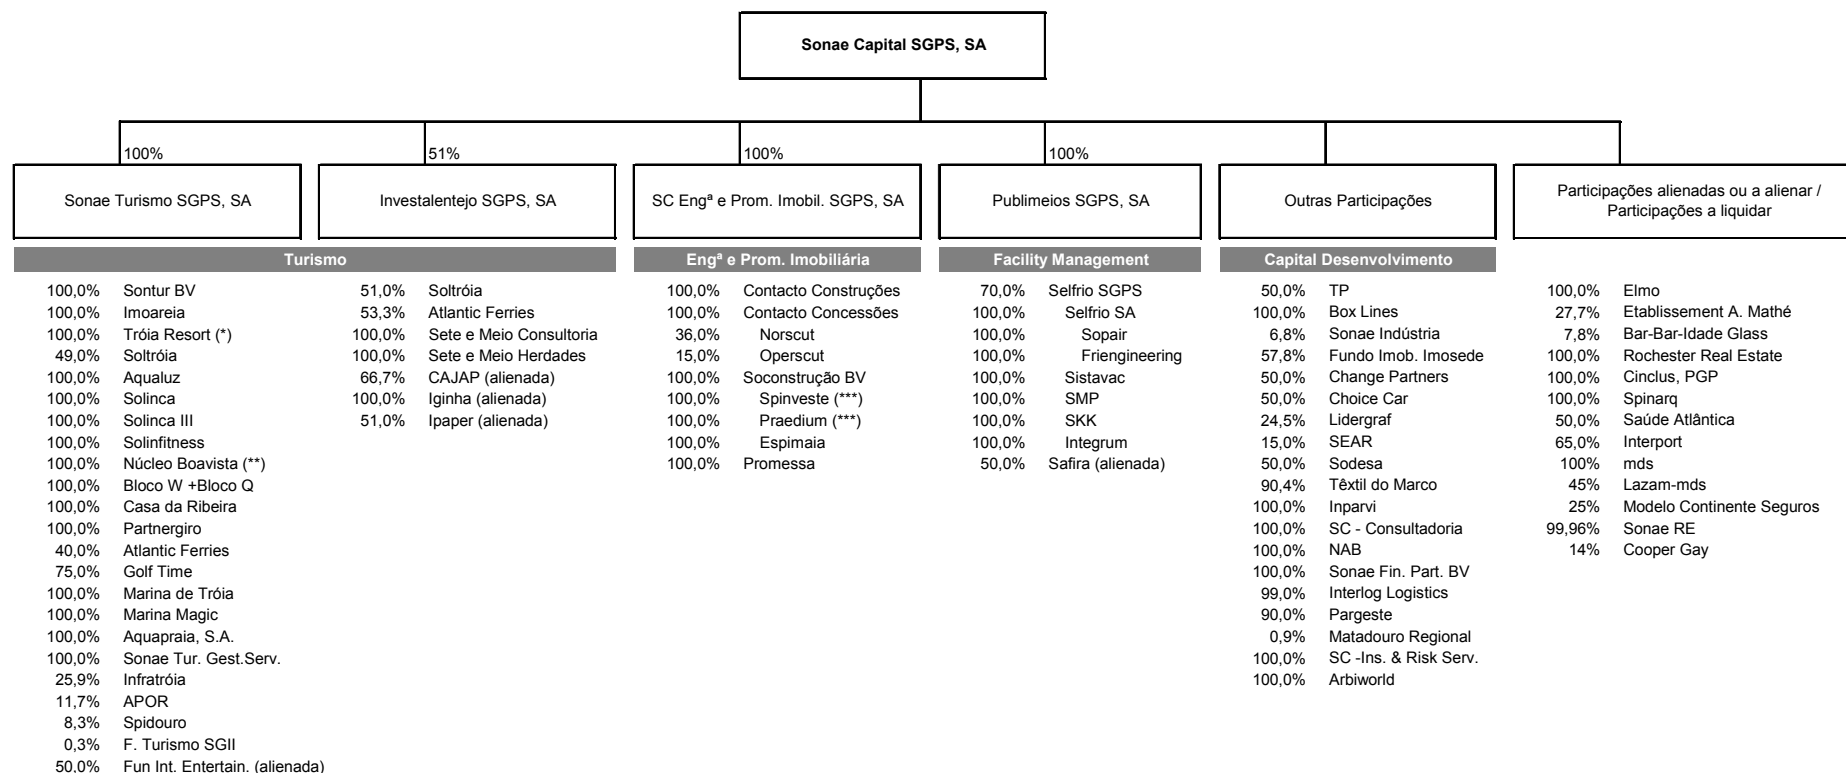 Sonae Capital SGPS, SA
100%
51%
100%
100%
Sonae Turismo SGPS, SA
Investalentejo SGPS, SA
SC Engª e Prom. Imobil. SGPS, SA
Publimeios SGPS, SA
Outras Participações
Participações alienadas ou a alienar /
Participações a liquidar
Turismo
Engª e Prom. Imobiliária
Facility Management
Capital Desenvolvimento
100,0% Sontur BV
100,0% Imoareia
100,0% Tróia Resort (*)
49,0% Soltróia
100,0% Aqualuz
100,0% Solinca
100,0% Solinca III
100,0% Solinfitness
100,0% Núcleo Boavista (**)
100,0% Bloco W +Bloco Q
100,0% Casa da Ribeira
100,0% Partnergiro
40,0% Atlantic Ferries
75,0% Golf Time
100,0% Marina de Tróia
100,0% Marina Magic
100,0% Aquapraia, S.A.
100,0% Sonae Tur. Gest.Serv.
25,9% Infratróia
11,7% APOR
8,3% Spidouro
0,3% F. Turismo SGII
50,0% Fun Int. Entertain. (alienada)
51,0% Soltróia
53,3% Atlantic Ferries
100,0% Sete e Meio Consultoria
100,0% Sete e Meio Herdades
66,7% CAJAP (alienada)
100,0% Iginha (alienada)
51,0% Ipaper (alienada)
100,0% Contacto Construções
100,0% Contacto Concessões
36,0% Norscut
15,0% Operscut
100,0% Soconstrução BV
100,0% Spinveste (***)
100,0% Praedium (***)
100,0% Espimaia
100,0% Promessa
70,0% Selfrio SGPS
100,0% Selfrio SA
100,0% Sopair
100,0% Friengineering
100,0% Sistavac
100,0% SMP
100,0% SKK
100,0% Integrum
50,0% Safira (alienada)
50,0% TP
100,0% Box Lines
6,8% Sonae Indústria
57,8% Fundo Imob. Imosede
50,0% Change Partners
50,0% Choice Car
24,5% Lidergraf
15,0% SEAR
50,0% Sodesa
90,4% Têxtil do Marco
100,0% Inparvi
100,0% SC - Consultadoria
100,0% NAB
100,0% Sonae Fin. Part. BV
99,0% Interlog Logistics
90,0% Pargeste
0,9% Matadouro Regional
100,0% SC -Ins. & Risk Serv.
100,0% Arbiworld
100,0% Elmo
27,7% Etablissement A. Mathé
7,8% Bar-Bar-Idade Glass
100,0% Rochester Real Estate
100,0% Cinclus, PGP
100,0% Spinarq
50,0% Saúde Atlântica
65,0% Interport
100% mds
45% Lazam-mds
25% Modelo Continente Seguros
99,96% Sonae RE
14% Cooper Gay